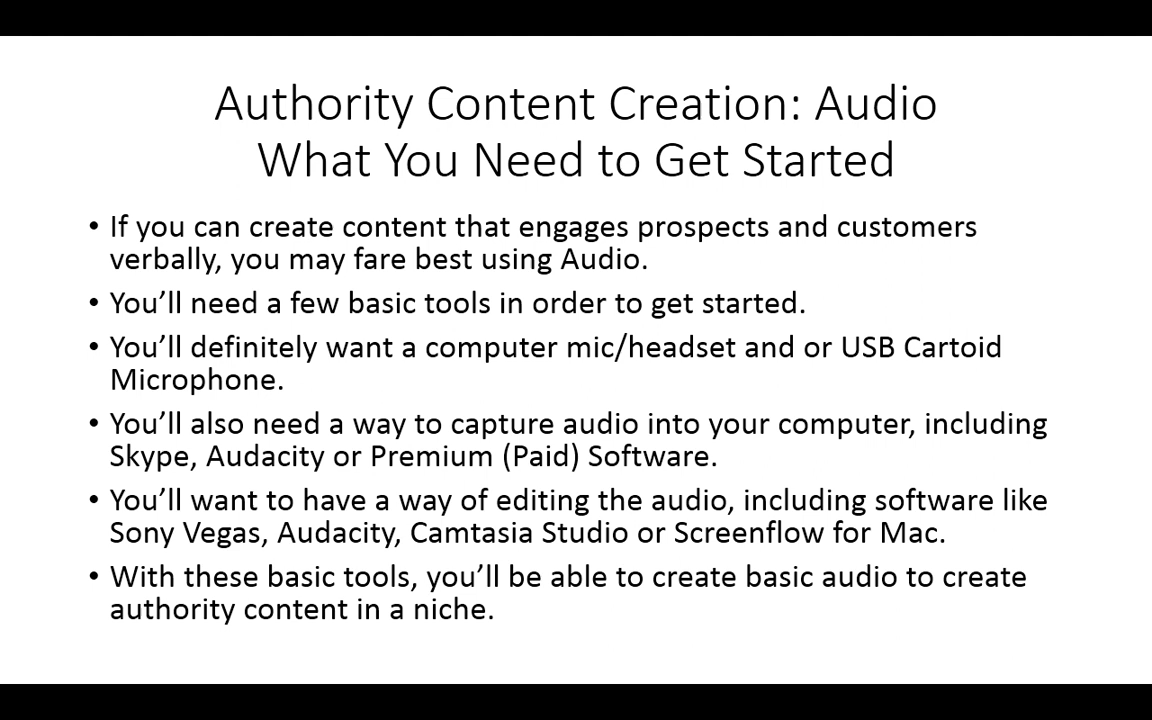 Authority Content Creation: Audio
What You Need to Get Started
• If you can create content that engages prospects and customers
verbally, you may fare best using Audio.
• You’ll need a few basic tools in order to get started.
• You’ll definitely want a computer mic/headset and or USB Cartoid
Microphone.
• You’ll also need a way to capture audio into your computer, including
Skype, Audacity or Premium (Paid) Software.
• You’ll want to have a way of editing the audio, including software like
Sony Vegas, Audacity, Camtasia Studio or Screenflow for Mac.
• With these basic tools, you’ll be able to create basic audio to create
authority content in a niche.